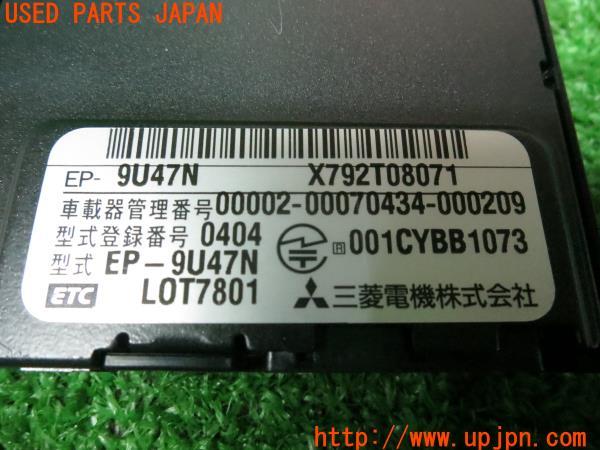 USED PARTS JAPAN
EP- 9U47N X792T08071
車載器管理番号 00002-00070434-000209
型式登録番号 0404 R 001CYBB1073
型式 EP-9U47N
ETC LOT7801 三菱電機株式会社
http://www.upjpn.com/